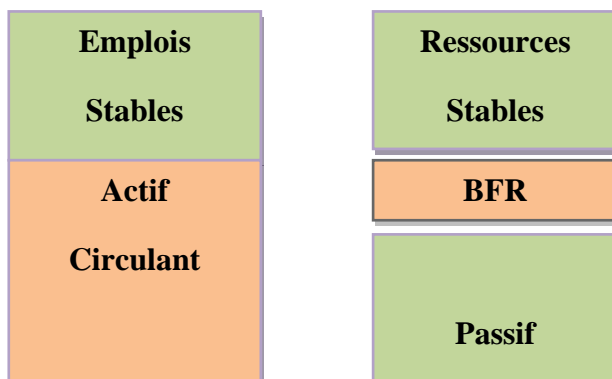 Emplois
Stables
Actif
Circulant
Ressources
Stables
BFR
Passif